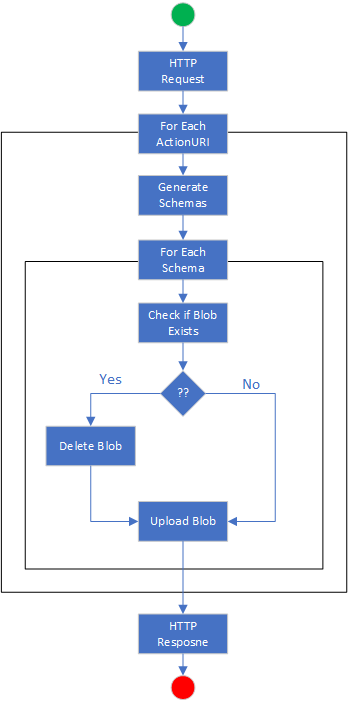 HTTP
Request
For Each
ActionURI
Generate
Schemas
For Each
Schema
Check if Blob
Exists
??
Yes
No
Delete Blob
Upload Blob
HTTP
Resposne